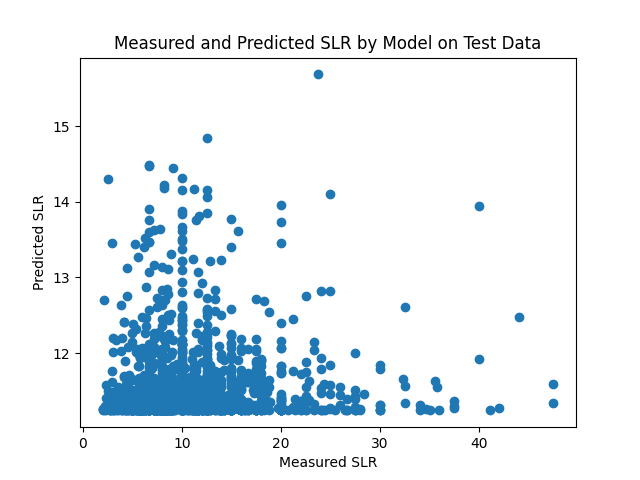 Measured and Predicted SLR by Model on Test Data
15
14
13
12
Predicted SLR
0 10 20 30 40
Measured SLR